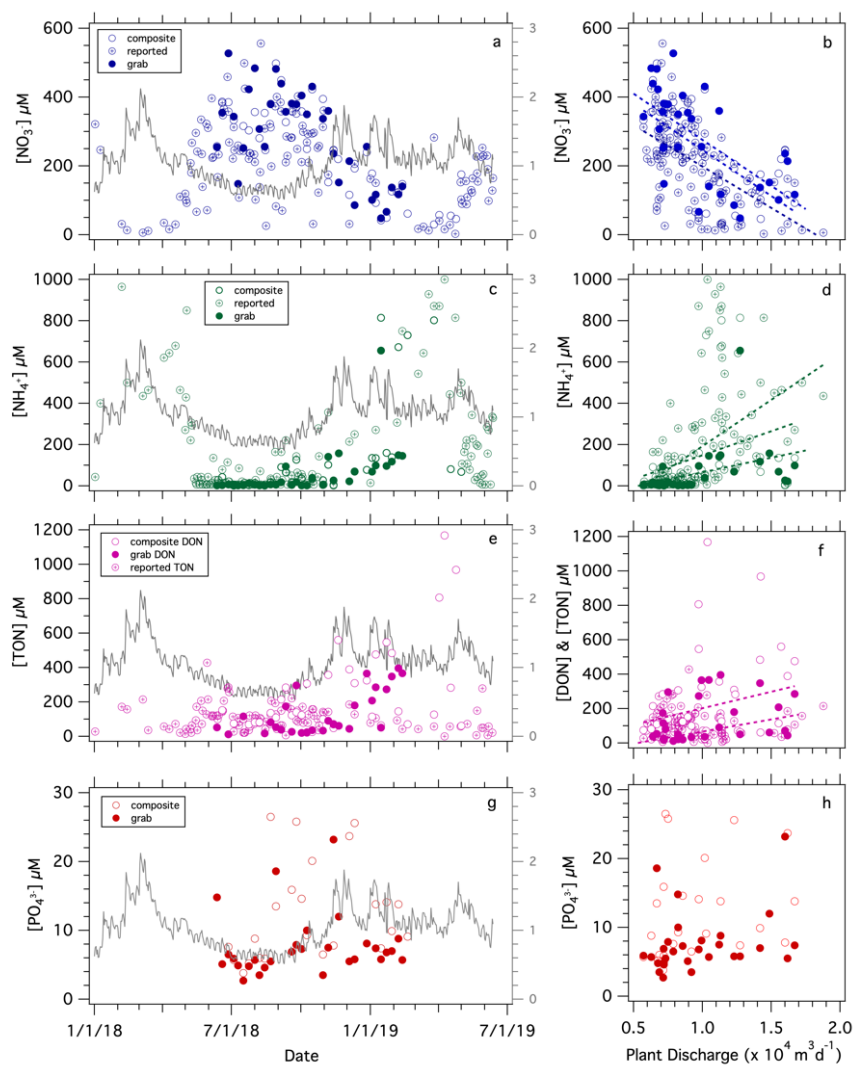 600
400
200
0
[NO3-] µM
composite
reported
grab
a
3
2
1
0
600
400
200
0
[NO3-] µM
b
1000
800
600
400
200
0
[NH4+] µM
composite
reported
grab
c
3
2
1
0
1000
800
600
400
200
0
[NH4+] µM
d
1200
1000
800
600
400
200
0
[TON] µM
composite DON
grab DON
reported TON
e
3
2
1
0
1200
1000
800
600
400
200
0
[DON] & [TON] µM
f
30
20
10
0
[PO43-] µM
composite
grab
g
3
2
1
0
30
20
10
0
[PO43-] µM
h
1/1/18
7/1/18
1/1/19
7/1/19
Date
0.5
1.0
1.5
2.0
Plant Discharge (x 10⁴ m³d⁻¹)